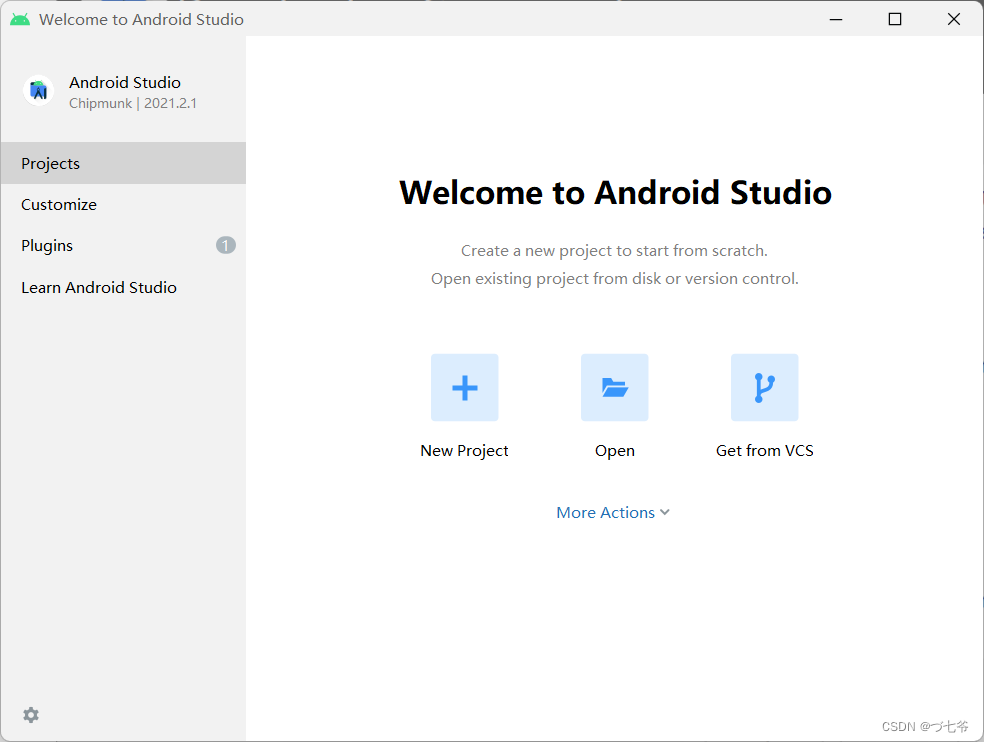 Welcome to Android Studio
Android Studio
Chipmunk | 2021.2.1
Projects
Customize
Plugins
1
Learn Android Studio
Welcome to Android Studio
Create a new project to start from scratch.
Open existing project from disk or version control.
New Project
Open
Get from VCS
More Actions
CSDN @づ七爷